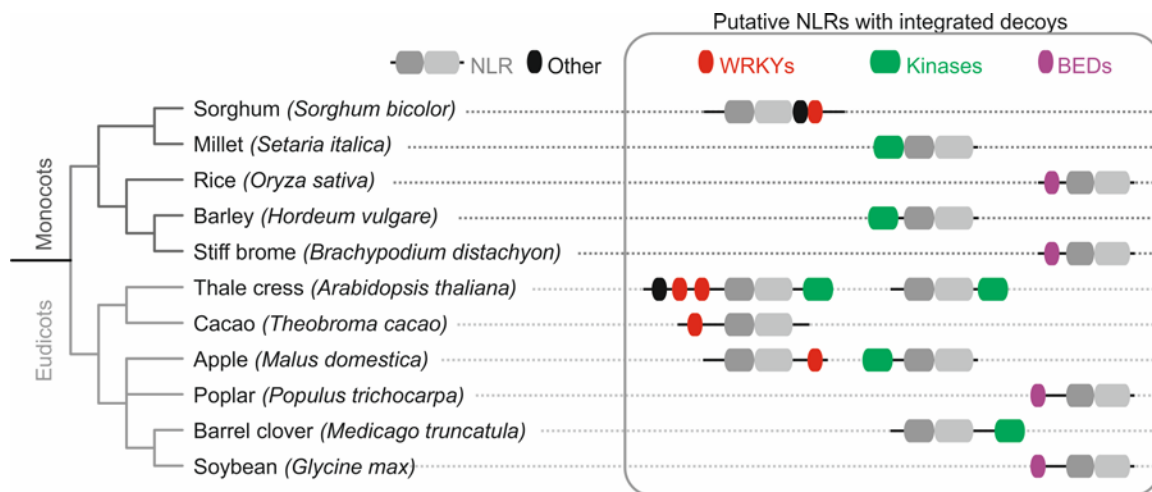 Putative NLRs with integrated decoys
NLR Other WRKYs Kinases BEDs
Monocots
Eudicots
Sorghum (Sorghum bicolor)
Millet (Setaria italica)
Rice (Oryza sativa)
Barley (Hordeum vulgare)
Stiff brome (Brachypodium distachyon)
Thale cress (Arabidopsis thaliana)
Cacao (Theobroma cacao)
Apple (Malus domestica)
Poplar (Populus trichocarpa)
Barrel clover (Medicago truncatula)
Soybean (Glycine max)